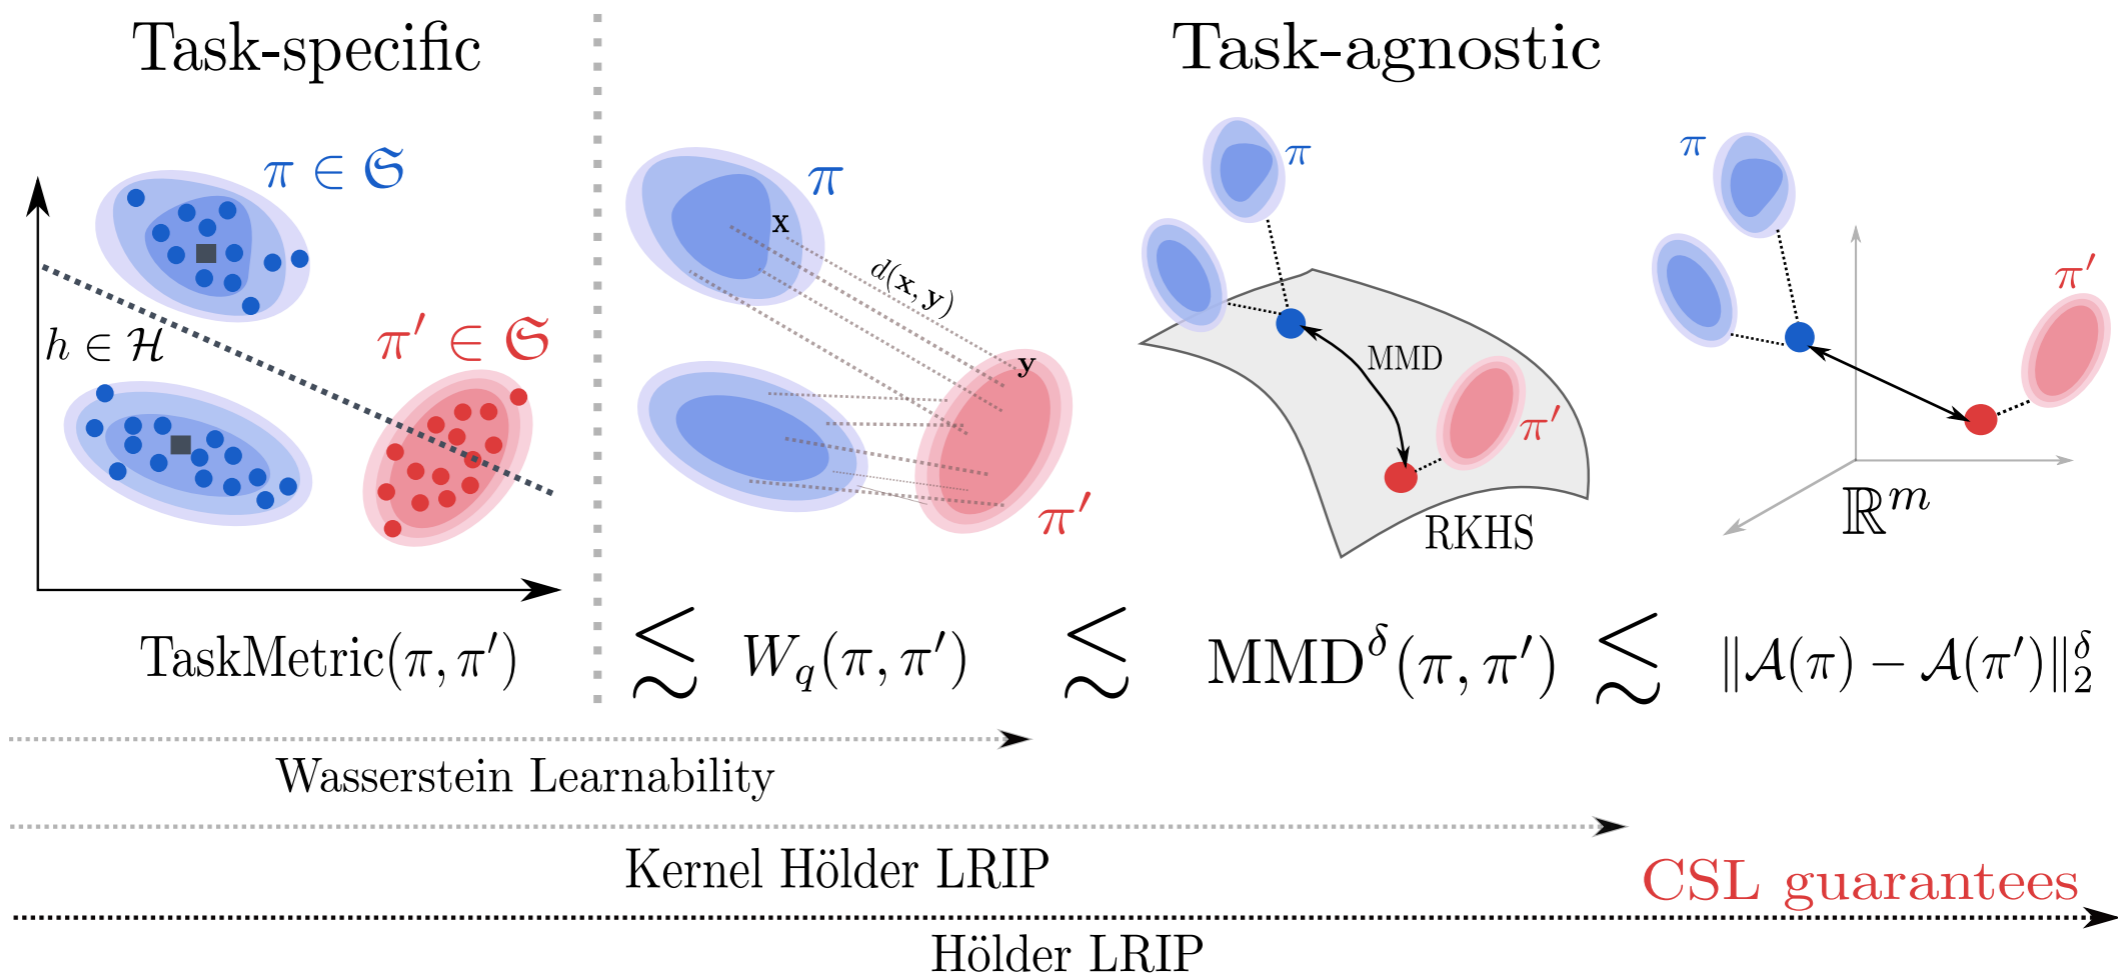 Task-specific
Task-agnostic
π ∈ 𝔖
h ∈ ℋ
π′ ∈ 𝔖
π
x
d(x, y)
y
π′
π
MMD
π′
RKHS
π
π′
ℝᵐ
TaskMetric(π, π′) ≲ W_q(π, π′) ≲ MMD^δ(π, π′) ≲ ‖𝒜(π) − 𝒜(π′)‖₂^δ
Wasserstein Learnability
Kernel Hölder LRIP
CSL guarantees
Hölder LRIP